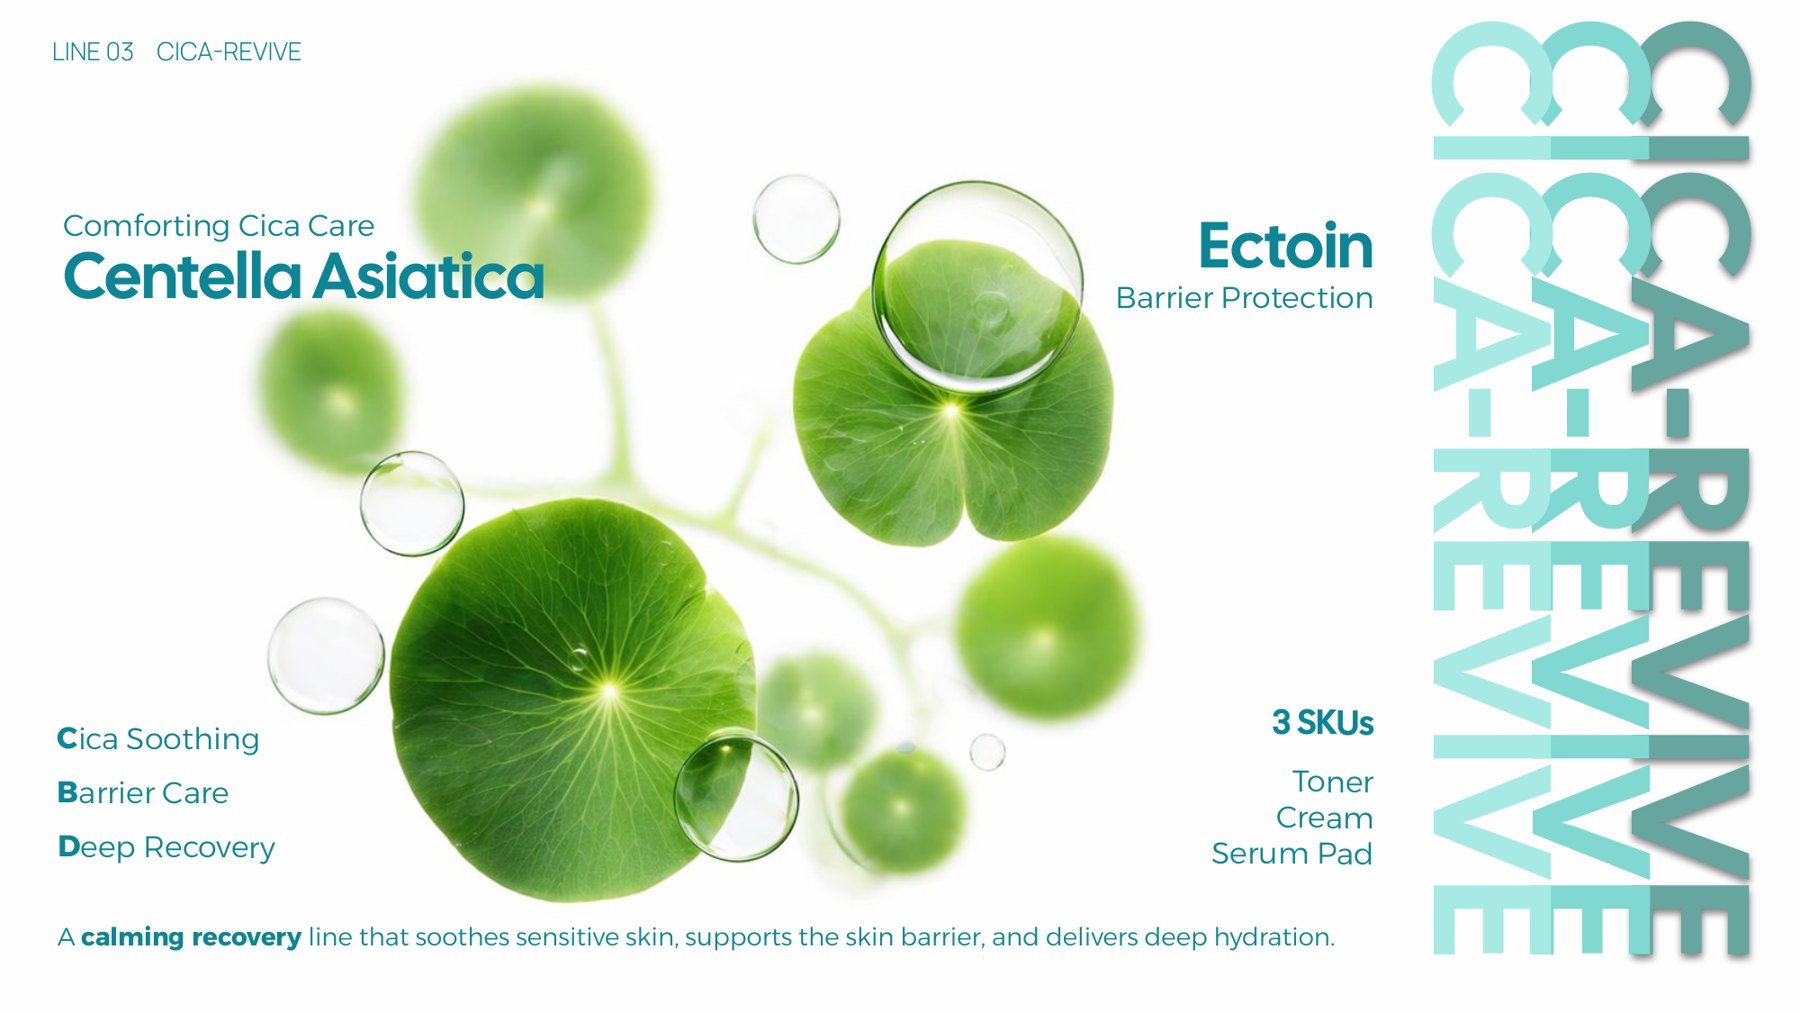 LINE 03 CICA-REVIVE
Comforting Cica Care
Centella Asiatica
Ectoin
Barrier Protection
Cica Soothing
Barrier Care
Deep Recovery
3 SKUs
Toner
Cream
Serum Pad
A calming recovery line that soothes sensitive skin, supports the skin barrier, and delivers deep hydration.
CICA-REVIVE
CICA-REVIVE
CICA-REVIVE